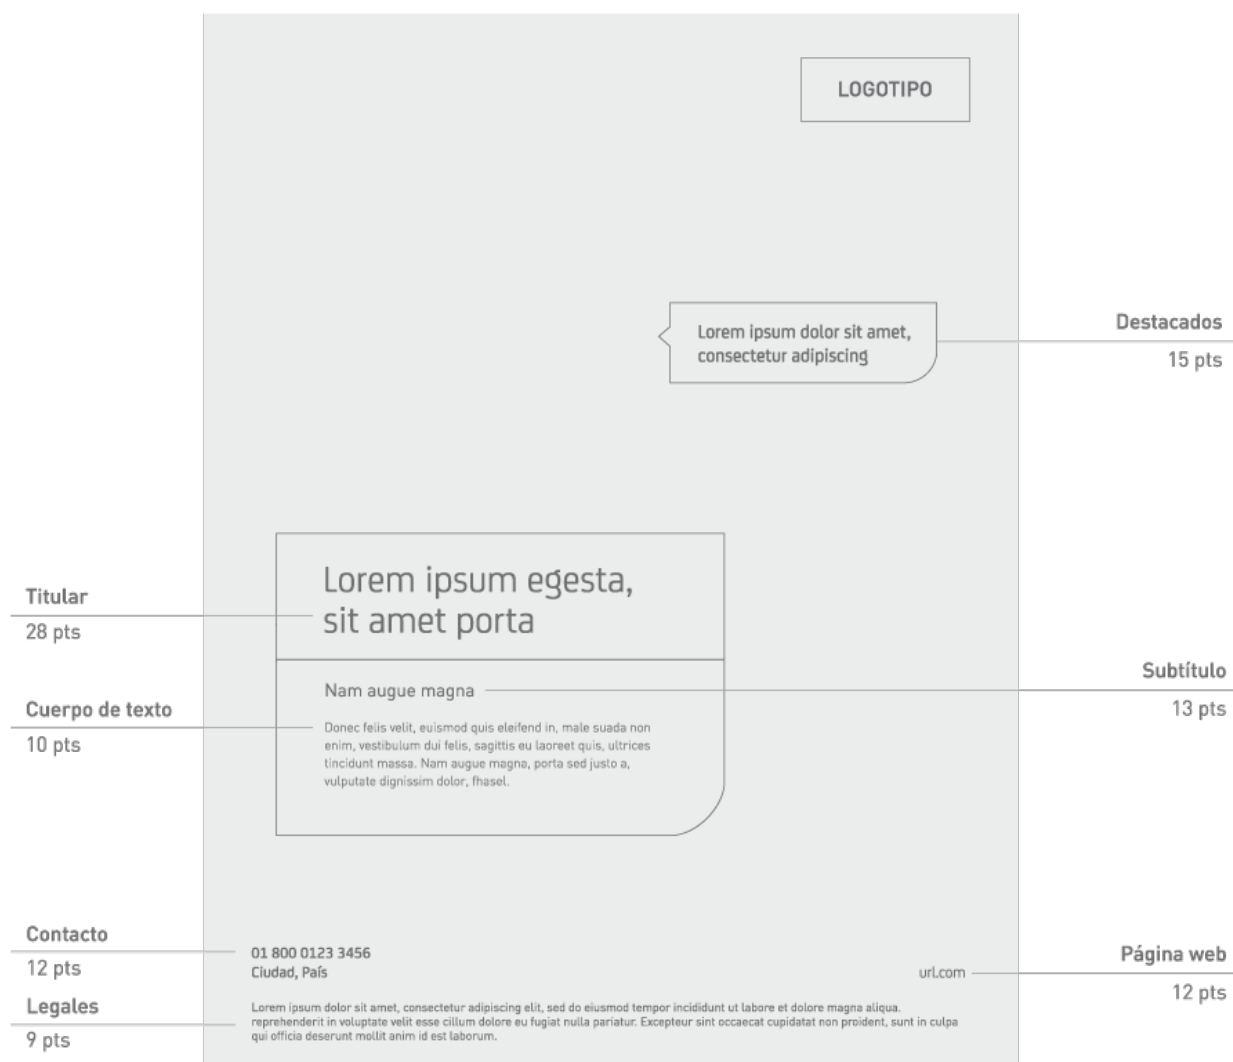 LOGOTIPO
Lorem ipsum dolor sit amet,
consectetur adipiscing
Destacados
15 pts
Titular
28 pts
Lorem ipsum egesta,
sit amet porta
Subtítulo
13 pts
Nam augue magna
Cuerpo de texto
10 pts
Donec felis velit, euismod quis eleifend in, male suada non
enim, vestibulum dui felis, sagittis eu laoreet quis, ultrices
tincidunt massa. Nam augue magna, porta sed justo a,
vulputate dignissim dolor, fhasel.
Contacto
12 pts
01 800 0123 3456
Ciudad, País
url.com
Página web
12 pts
Legales
9 pts
Lorem ipsum dolor sit amet, consectetur adipiscing elit, sed do eiusmod tempor incididunt ut labore et dolore magna aliqua.
reprehenderit in voluptate velit esse cillum dolore eu fugiat nulla pariatur. Excepteur sint occaecat cupidatat non proident, sunt in culpa
qui officia deserunt mollit anim id est laborum.